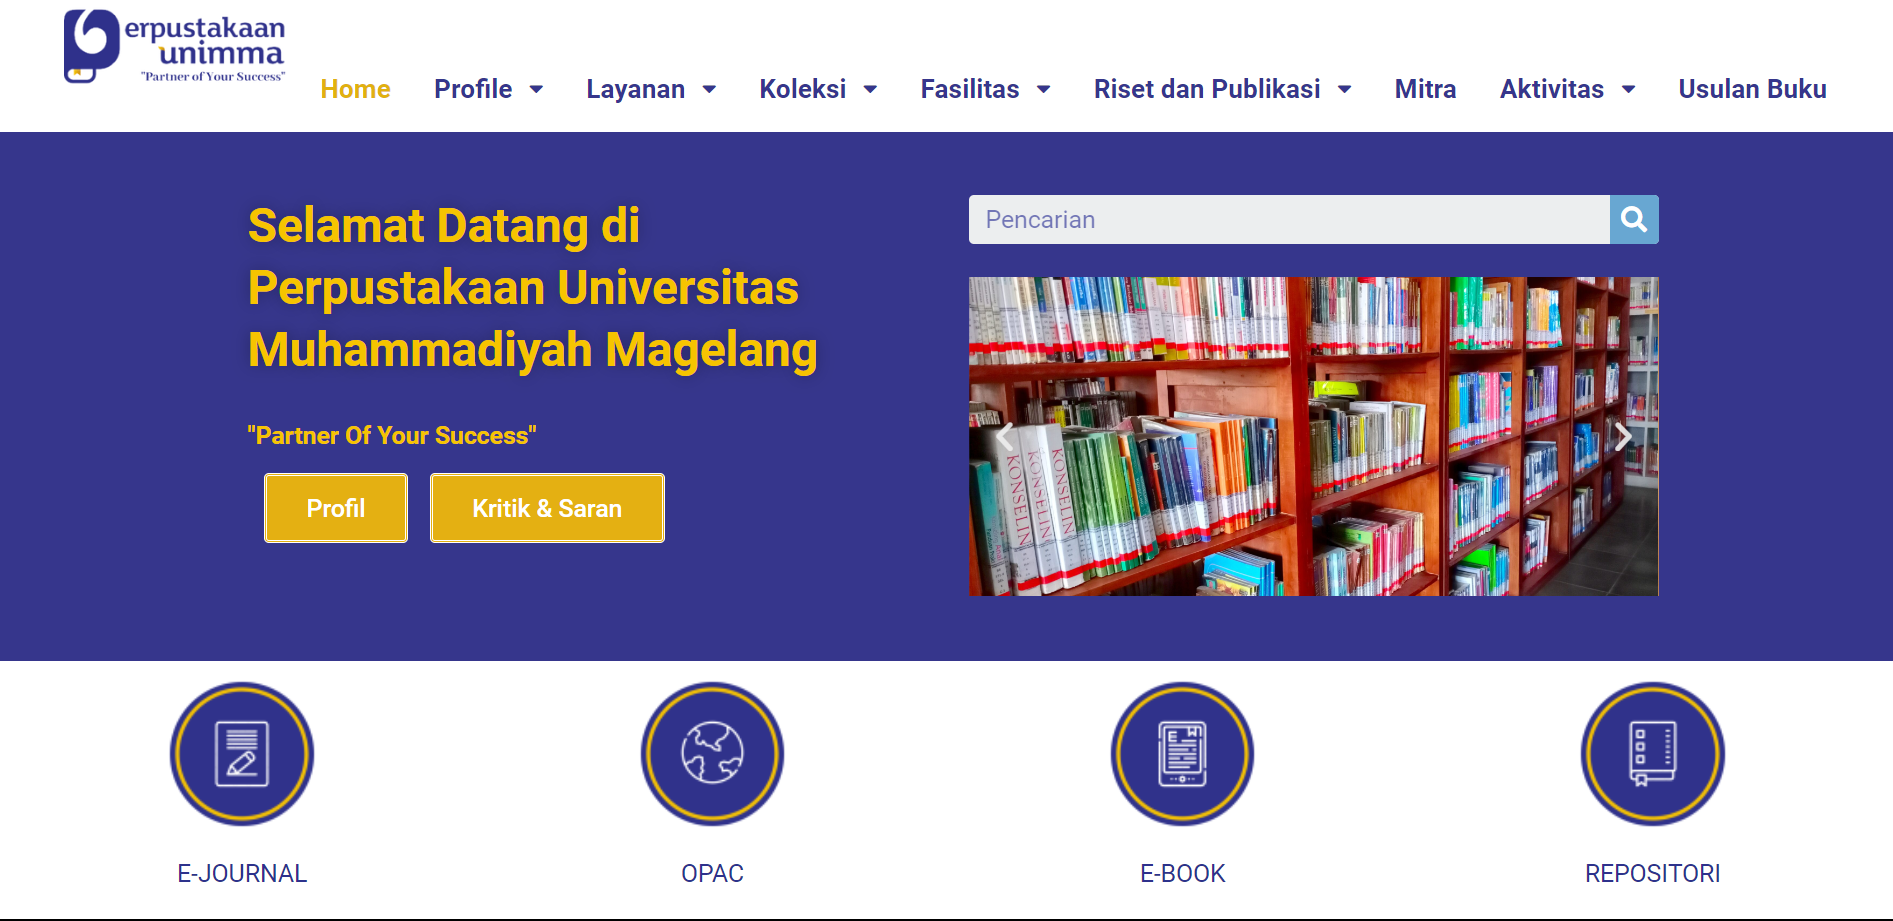 erpustakaan
unimma
"Partner of Your Success"
Home Profile Layanan Koleksi Fasilitas Riset dan Publikasi Mitra Aktivitas Usulan Buku
Selamat Datang di
Perpustakaan Universitas
Muhammadiyah Magelang
"Partner Of Your Success"
Profil Kritik & Saran
Pencarian
KONSELIN
KONSELIN
KONSELIN
E-JOURNAL OPAC E-BOOK REPOSITORI